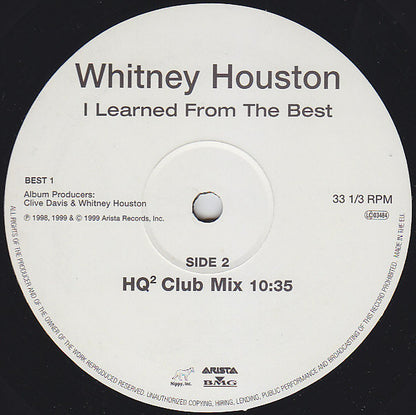 Whitney Houston
I Learned From The Best
BEST 1
Album Producers:
Clive Davis & Whitney Houston
℗ 1998, 1999 & © 1999 Arista Records, Inc.
33 1/3 RPM
LC 03484
SIDE 2
HQ² Club Mix 10:35
Nippy, Inc.
ARISTA
BMG
ALL RIGHTS OF THE PRODUCER AND OF THE OWNER OF THE WORK REPRODUCED RESERVED. UNAUTHORIZED COPYING, HIRING, LENDING, PUBLIC PERFORMANCE AND BROADCASTING OF THIS RECORD PROHIBITED. MADE IN THE EU.